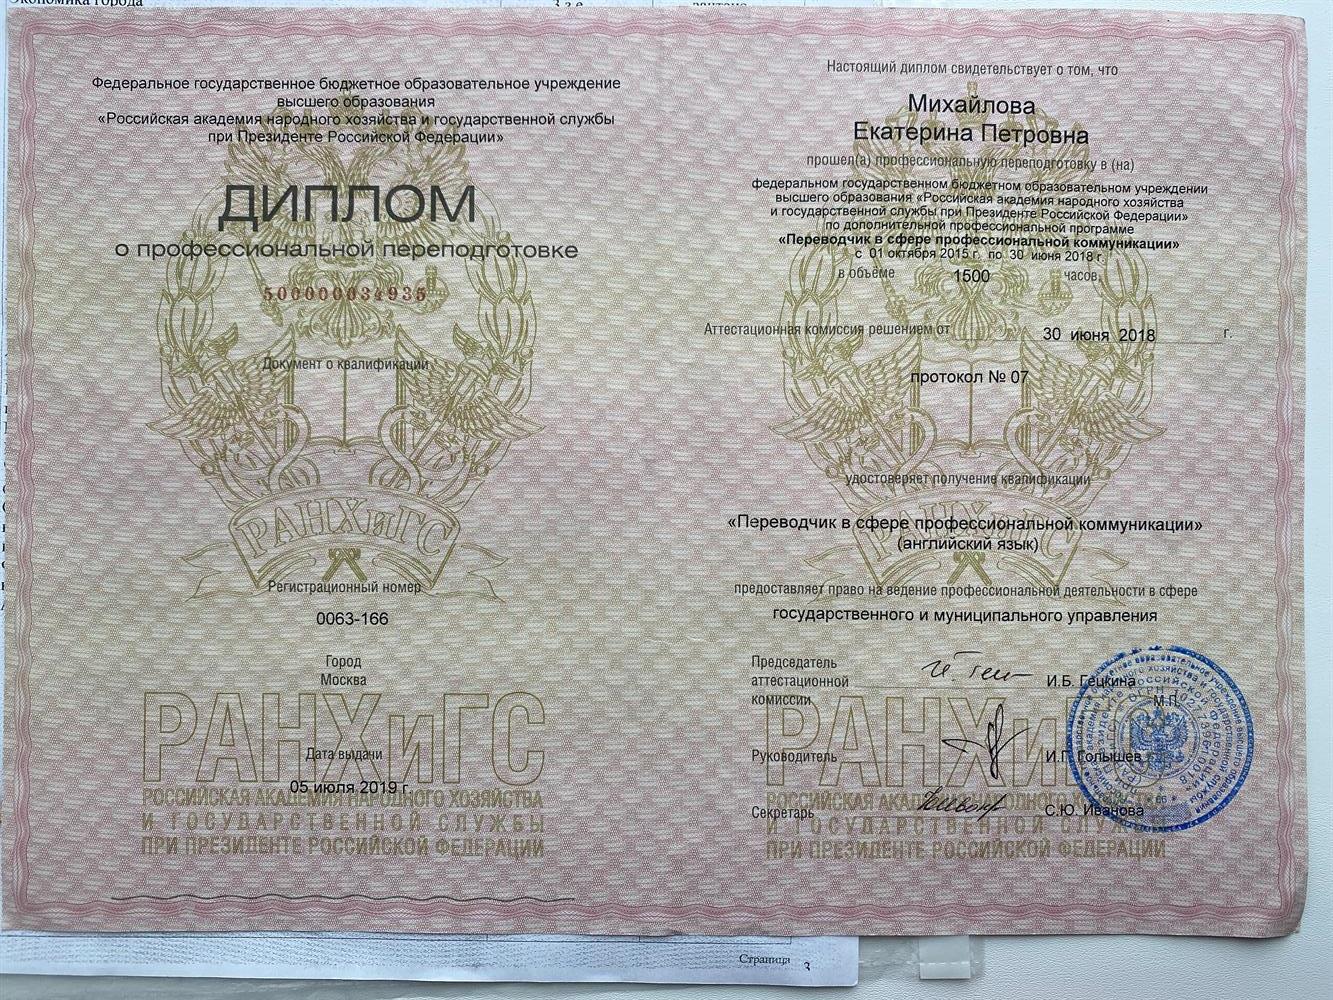 Экономика города
3 з.е.
зачтено
Федеральное государственное бюджетное образовательное учреждение
высшего образования
«Российская академия народного хозяйства и государственной службы
при Президенте Российской Федерации»
ДИПЛОМ
о профессиональной переподготовке
500000034935
Документ о квалификации
РАНХиГС
Регистрационный номер
0063-166
Город
Москва
РАНХиГС
Дата выдачи
05 июля 2019 г.
РОССИЙСКАЯ АКАДЕМИЯ НАРОДНОГО ХОЗЯЙСТВА
И ГОСУДАРСТВЕННОЙ СЛУЖБЫ
ПРИ ПРЕЗИДЕНТЕ РОССИЙСКОЙ ФЕДЕРАЦИИ
Настоящий диплом свидетельствует о том, что
Михайлова
Екатерина Петровна
прошел(а) профессиональную переподготовку в (на)
федеральном государственном бюджетном образовательном учреждении
высшего образования «Российская академия народного хозяйства
и государственной службы при Президенте Российской Федерации»
по дополнительной профессиональной программе
«Переводчик в сфере профессиональной коммуникации»
с 01 октября 2015 г. по 30 июня 2018 г.
в объёме 1500 часов,
Аттестационная комиссия решением от 30 июня 2018 г.
протокол № 07
удостоверяет получение квалификации
РАНХиГС
«Переводчик в сфере профессиональной коммуникации»
(английский язык)
предоставляет право на ведение профессиональной деятельности в сфере
государственного и муниципального управления
Председатель
аттестационной
комиссии
И.Б. Гецкина
М.П.
РАНХиГС
Руководитель
И.Г. Голышев
Секретарь
С.Ю. Иванова
РОССИЙСКАЯ АКАДЕМИЯ НАРОДНОГО
И ГОСУДАРСТВЕННОЙ СЛУЖБЫ
ПРИ ПРЕЗИДЕНТЕ РОССИЙСКОЙ ФЕДЕРАЦИИ
Страница 3